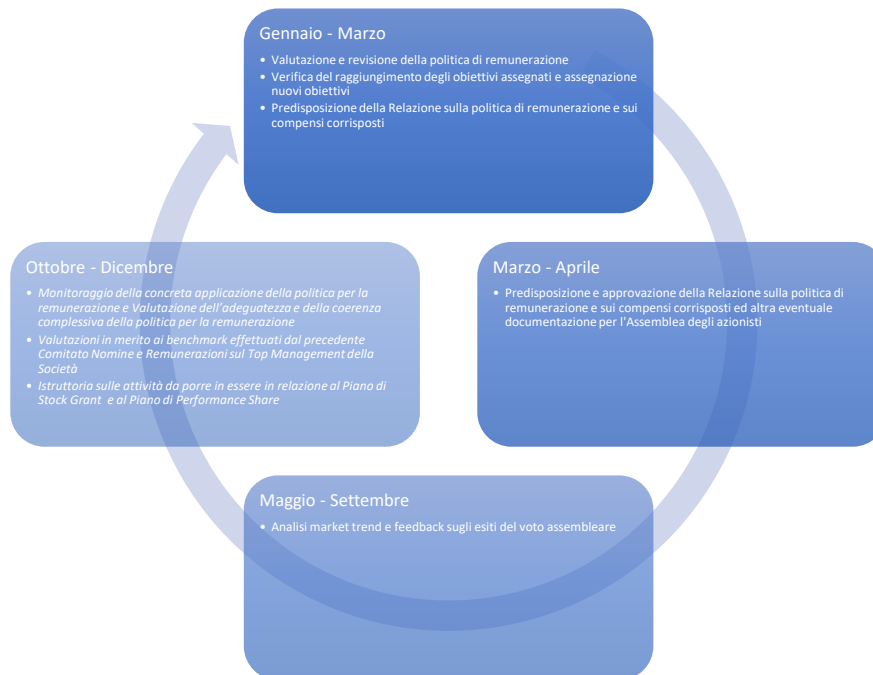 Gennaio - Marzo
• Valutazione e revisione della politica di remunerazione
• Verifica del raggiungimento degli obiettivi assegnati e assegnazione
nuovi obiettivi
• Predisposizione della Relazione sulla politica di remunerazione e sui
compensi corrisposti
Marzo - Aprile
• Predisposizione e approvazione della Relazione sulla politica di
remunerazione e sui compensi corrisposti ed altra eventuale
documentazione per l'Assemblea degli azionisti
Maggio - Settembre
• Analisi market trend e feedback sugli esiti del voto assembleare
Ottobre - Dicembre
• Monitoraggio della concreta applicazione della politica per la
remunerazione e Valutazione dell'adeguatezza e della coerenza
complessiva della politica per la remunerazione
• Valutazioni in merito ai benchmark effettuati dal precedente
Comitato Nomine e Remunerazioni sul Top Management della
Società
• Istruttoria sulle attività da porre in essere in relazione al Piano di
Stock Grant e al Piano di Performance Share